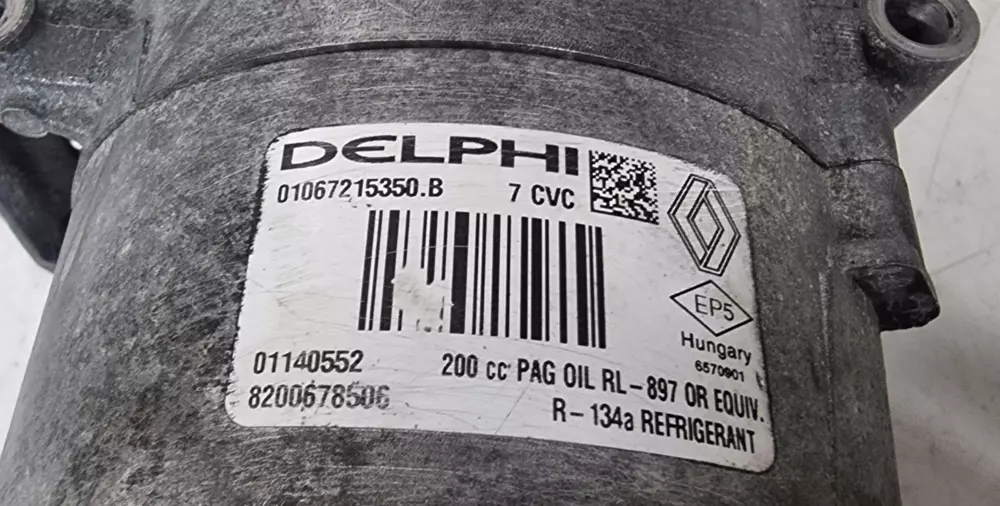 DELPHI
01067215350.B 7 CVC
EP5
Hungary
6570901
01140552 200 cc PAG OIL RL-897 OR EQUIV.
8200678506 R-134a REFRIGERANT